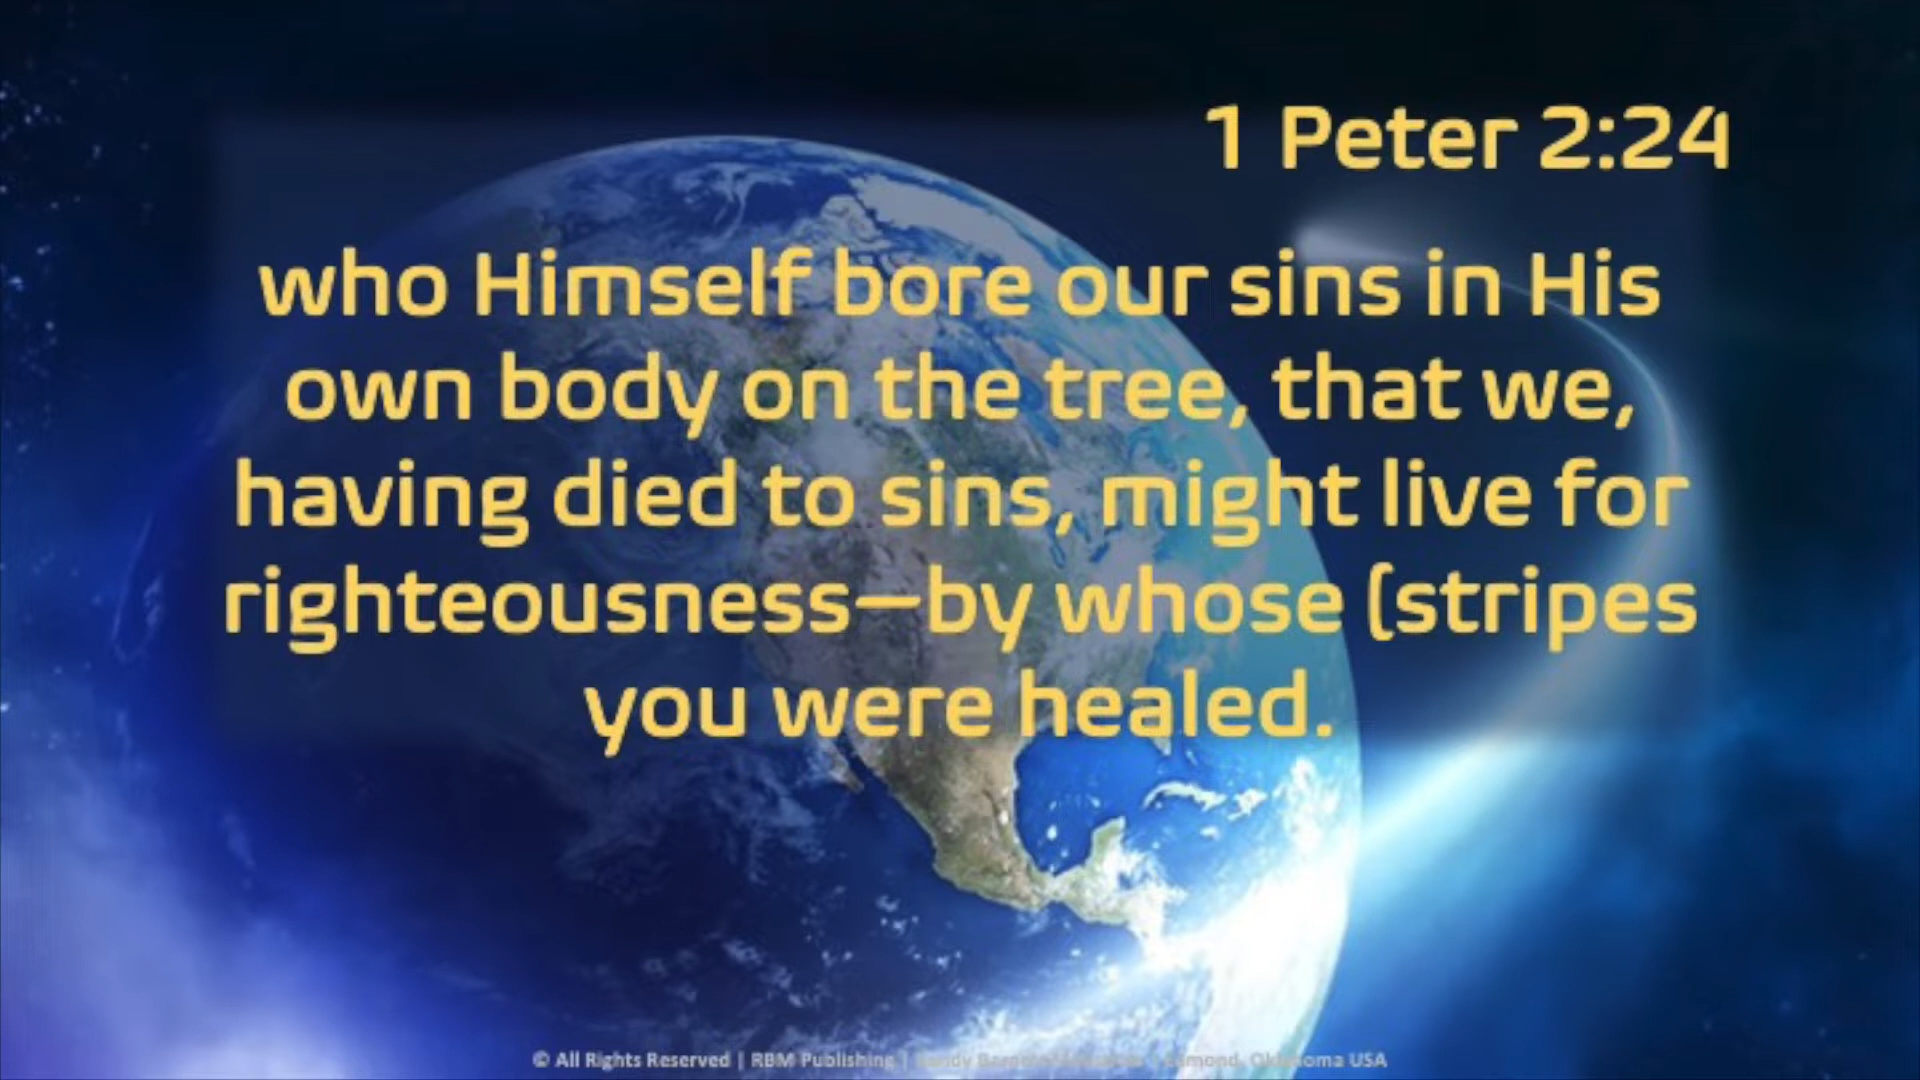 1 Peter 2:24
who Himself bore our sins in His
own body on the tree, that we,
having died to sins, might live for
righteousness—by whose (stripes
you were healed.
© All Rights Reserved | RBM Publishing | USA